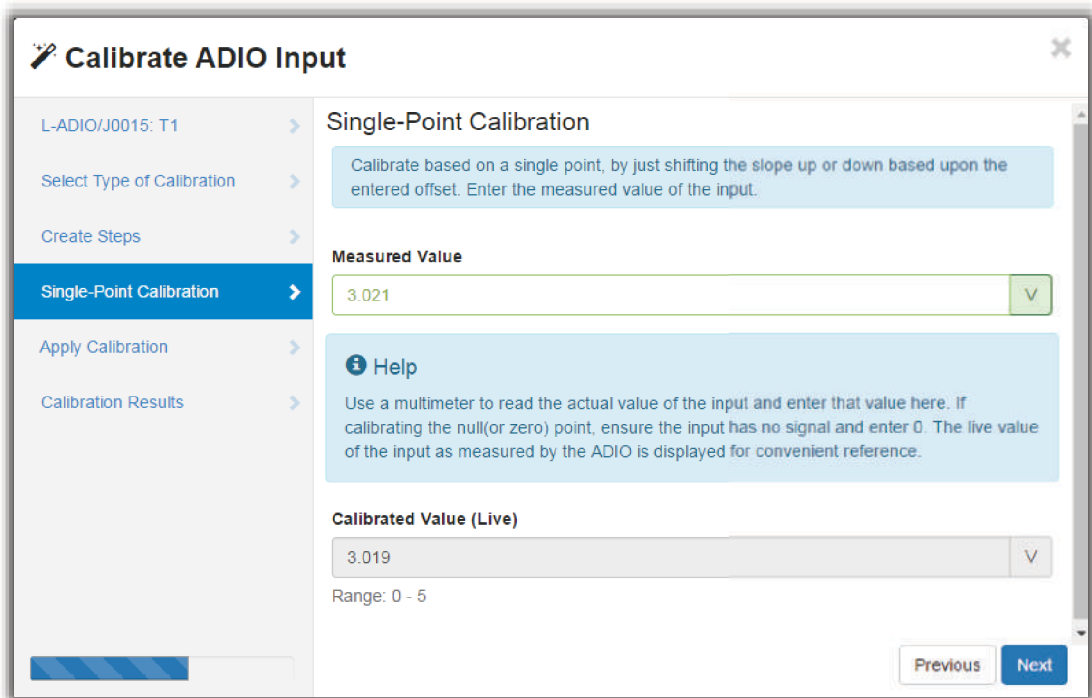 Calibrate ADIO Input
L-ADIO/J0015: T1
Select Type of Calibration
Create Steps
Single-Point Calibration
Apply Calibration
Calibration Results
Single-Point Calibration
Calibrate based on a single point, by just shifting the slope up or down based upon the
entered offset. Enter the measured value of the input.
Measured Value
3.021 V
Help
Use a multimeter to read the actual value of the input and enter that value here. If
calibrating the null(or zero) point, ensure the input has no signal and enter 0. The live value
of the input as measured by the ADIO is displayed for convenient reference.
Calibrated Value (Live)
3.019 V
Range: 0 - 5
Previous Next